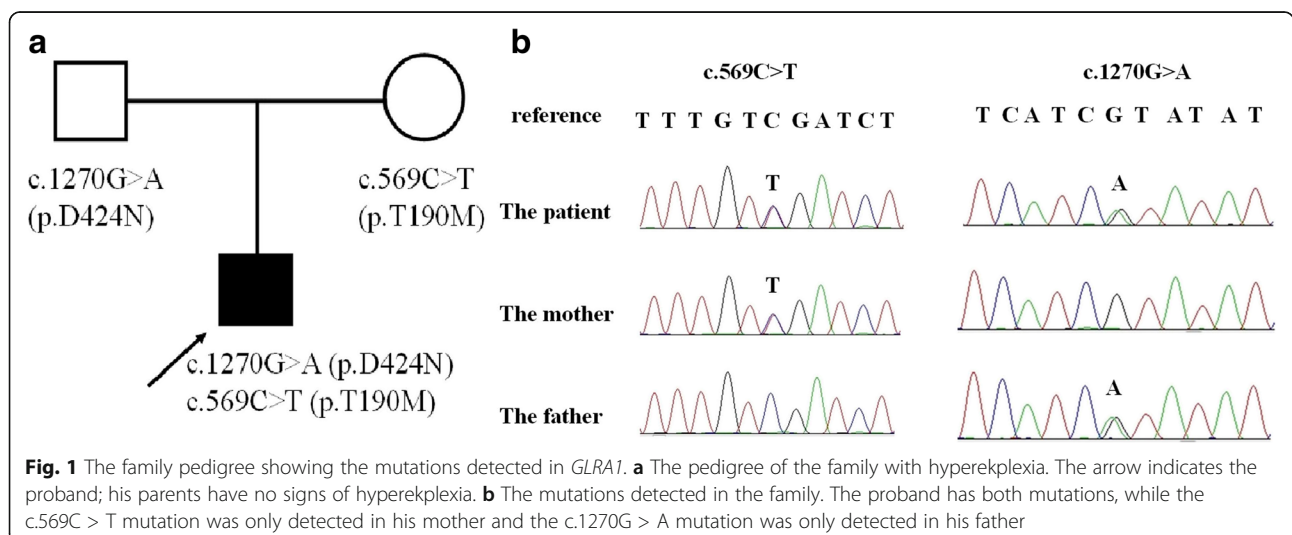 a
c.1270G>A
(p.D424N)
c.569C>T
(p.T190M)
c.1270G>A (p.D424N)
c.569C>T (p.T190M)
b
c.569C>T
c.1270G>A
reference
T T T G T C G A T C T
T C A T C G T A T A T
The patient
T
A
The mother
T
The father
A
Fig. 1 The family pedigree showing the mutations detected in GLRA1. a The pedigree of the family with hyperekplexia. The arrow indicates the
proband; his parents have no signs of hyperekplexia. b The mutations detected in the family. The proband has both mutations, while the
c.569C > T mutation was only detected in his mother and the c.1270G > A mutation was only detected in his father